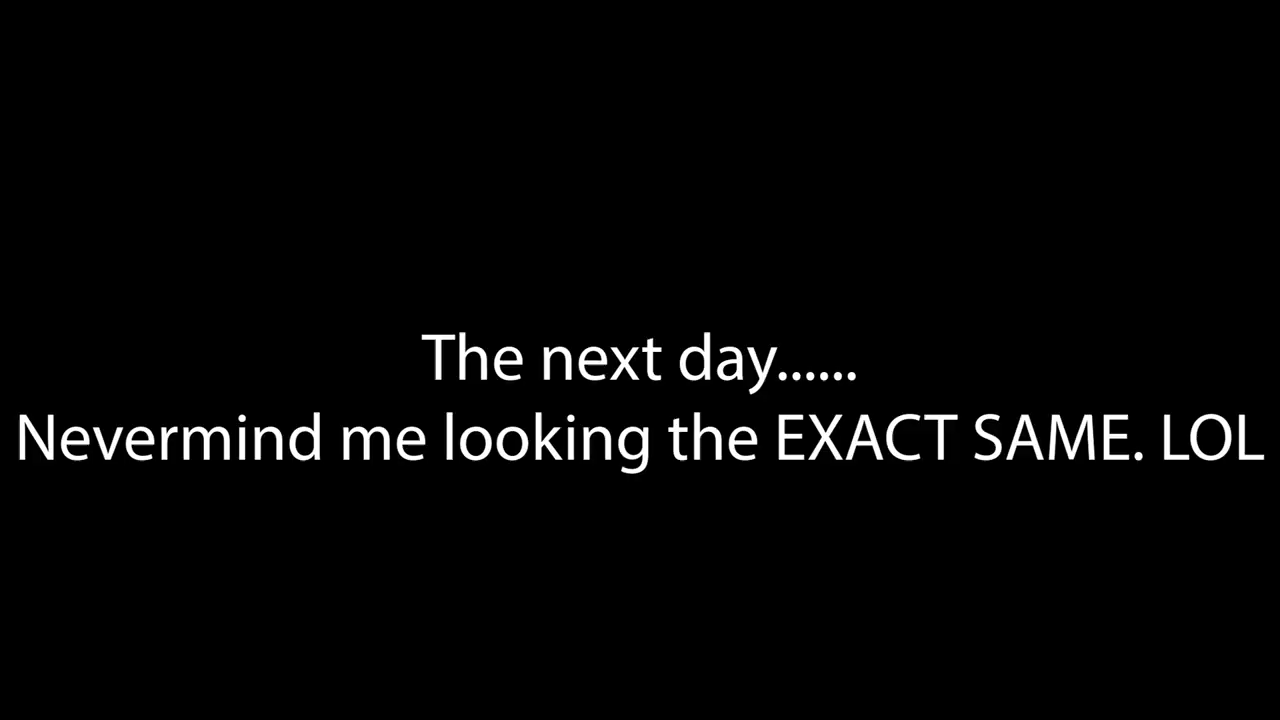 The next day......
Nevermind me looking the EXACT SAME. LOL